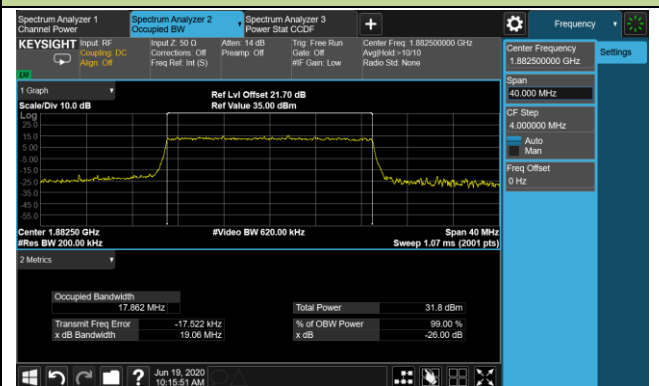 Spectrum Analyzer 1
Channel Power
Spectrum Analyzer 2
Occupied BW
Spectrum Analyzer 3
Power Stat CCDF
Frequency
KEYSIGHT
Input: RF
Coupling: DC
Align: Off
Input Z: 50 Ω
Corrections: Off
Freq Ref: Int (S)
Atten: 14 dB
Preamp: Off
Trig: Free Run
Gate: Off
#IF Gain: Low
Center Freq: 1.882500000 GHz
Avg|Hold:>10/10
Radio Std: None
LXI
Center Frequency
1.882500000 GHz
Settings
Span
40.000 MHz
CF Step
4.000000 MHz
Auto
Man
Freq Offset
0 Hz
1 Graph
Scale/Div 10.0 dB
Ref Lvl Offset 21.70 dB
Ref Value 35.00 dBm
Log
25.0
15.0
5.00
-5.00
-15.0
-25.0
-35.0
-45.0
-55.0
Center 1.88250 GHz
#Res BW 200.00 kHz
#Video BW 620.00 kHz
Span 40 MHz
Sweep 1.07 ms (2001 pts)
2 Metrics
Occupied Bandwidth
17.862 MHz
Total Power 31.8 dBm
Transmit Freq Error -17.522 kHz
% of OBW Power 99.00 %
x dB Bandwidth 19.06 MHz
x dB -26.00 dB
Jun 19, 2020
10:15:51 AM